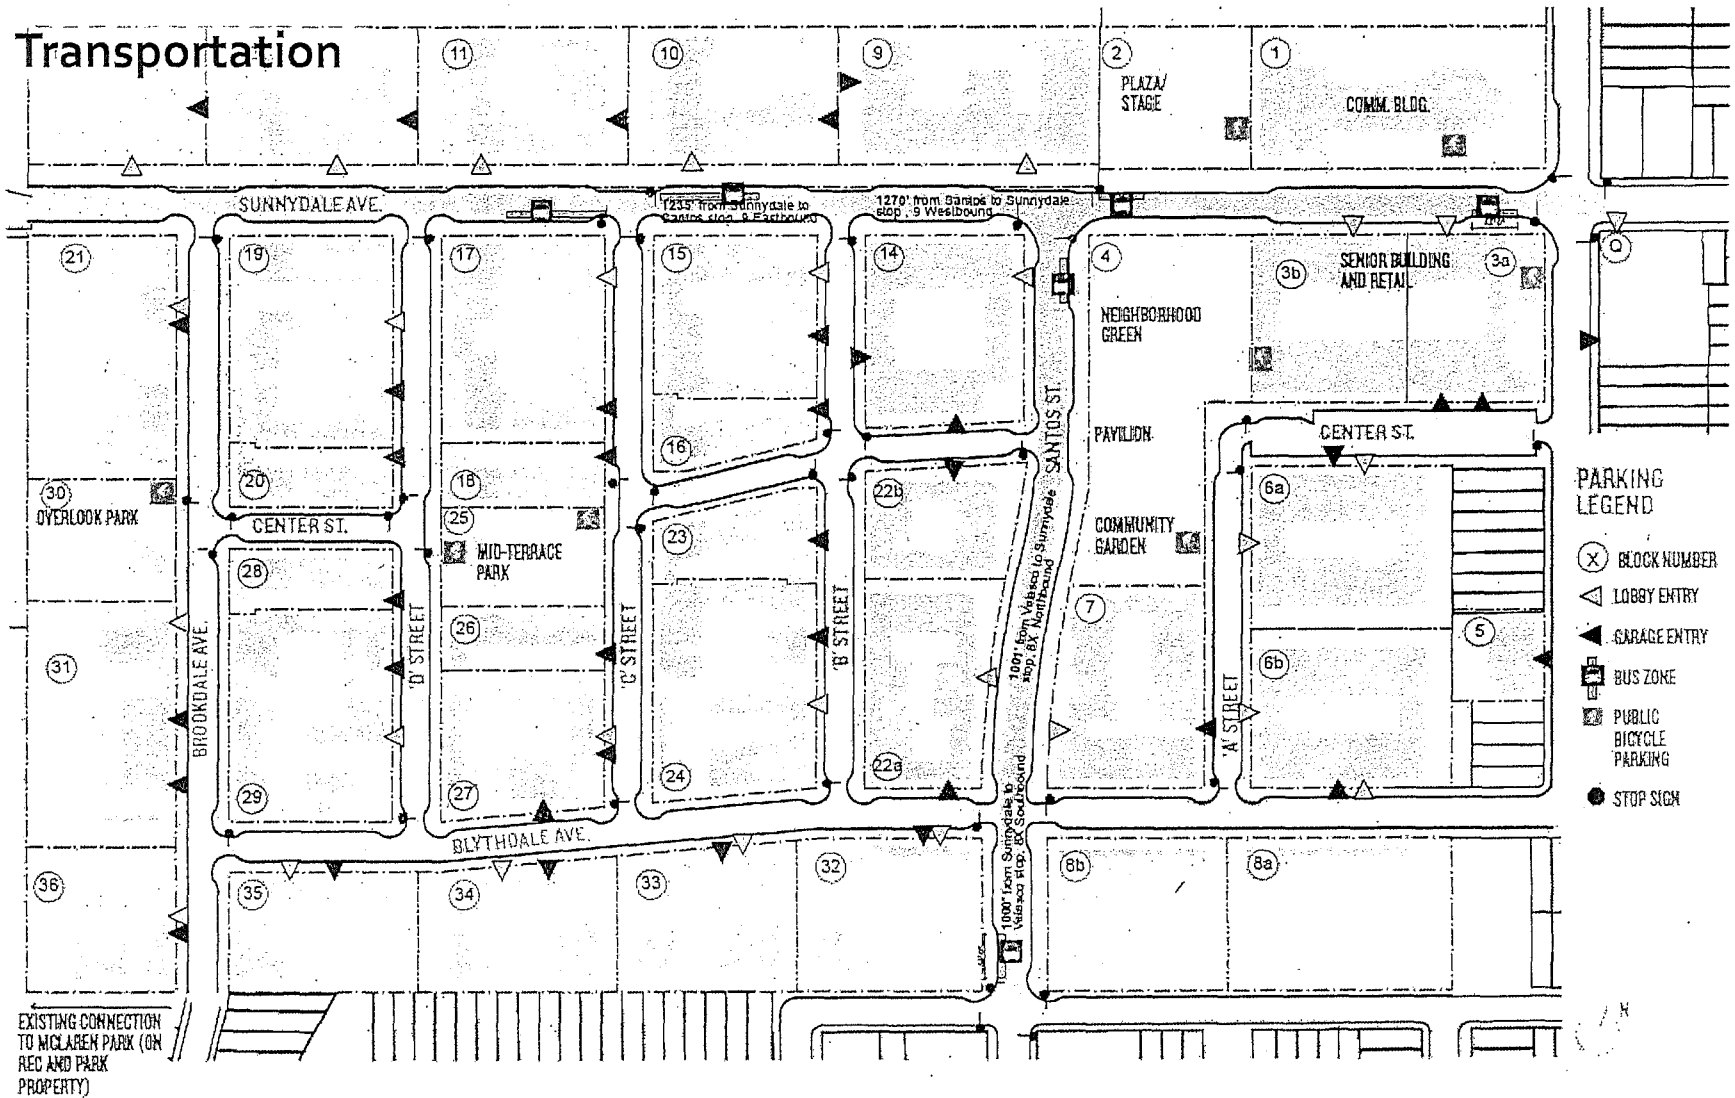 Transportation
11
10
9
2
1
PLAZA/
STAGE
COMM. BLDG.
SUNNYDALE AVE.
1235' from Sunnydale to
Santos stop, 9 Eastbound
1270' from Santos to Sunnydale
stop, 9 Westbound
21
19
17
15
14
4
3b
SENIOR BUILDING
AND RETAIL
3a
Q
NEIGHBORHOOD
GREEN
SANTOS ST.
PAVILION
CENTER ST.
16
30
OVERLOOK PARK
20
18
22b
6a
CENTER ST.
25
MID-TERRACE
PARK
23
COMMUNITY
GARDEN
1001' from Velasco to Sunnydale
stop, 8X Northbound
28
7
26
5
BROOKDALE AVE.
'D' STREET
'C' STREET
'B' STREET
'A' STREET
31
6b
29
27
24
22a
BLYTHDALE AVE.
1000' from Sunnydale to
Velasco stop, 8X Southbound
36
35
34
33
32
8b
8a
PARKING
LEGEND
X BLOCK NUMBER
LOBBY ENTRY
GARAGE ENTRY
BUS ZONE
PUBLIC
BICYCLE
PARKING
STOP SIGN
N
EXISTING CONNECTION
TO MCLAREN PARK (ON
REC AND PARK
PROPERTY)